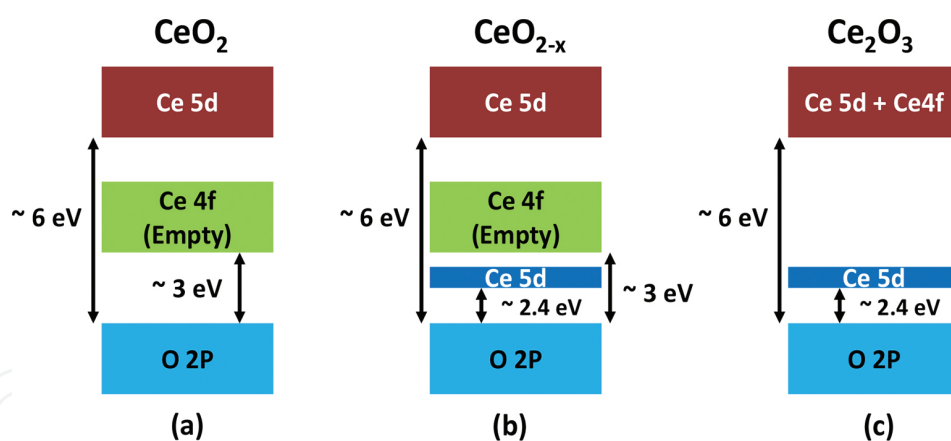 CeO2
CeO2-x
Ce2O3
Ce 5d
Ce 5d
Ce 5d + Ce4f
~ 6 eV
Ce 4f
(Empty)
~ 3 eV
~ 6 eV
Ce 4f
(Empty)
Ce 5d
~ 2.4 eV
~ 3 eV
~ 6 eV
Ce 5d
~ 2.4 eV
O 2P
O 2P
O 2P
(a)
(b)
(c)